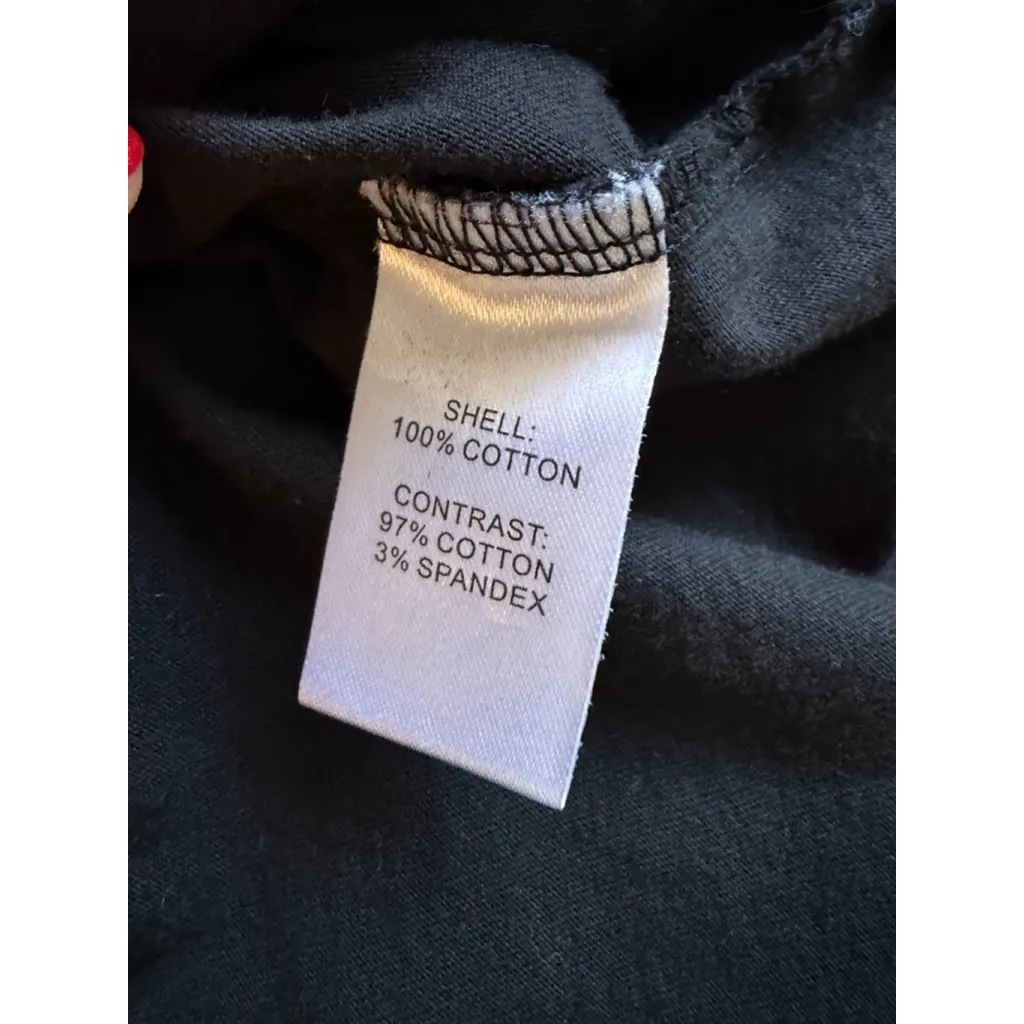 SHELL:
100% COTTON
CONTRAST:
97% COTTON
3% SPANDEX